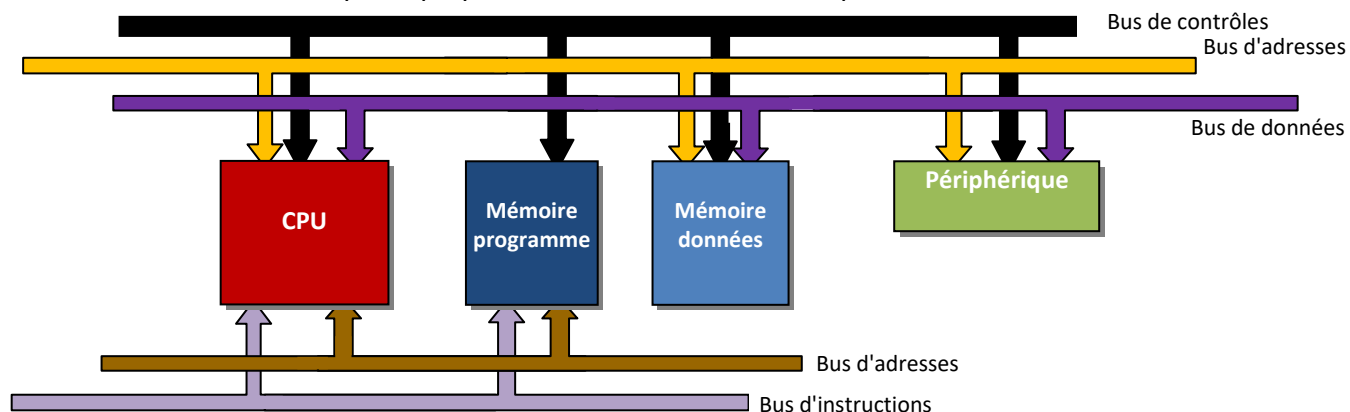 Bus de contrôles
Bus d'adresses
Bus de données
CPU
Mémoire
programme
Mémoire
données
Périphérique
Bus d'adresses
Bus d'instructions